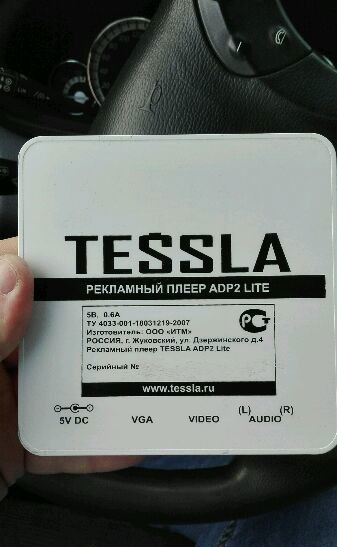 TESSLA
РЕКЛАМНЫЙ ПЛЕЕР ADP2 LITE
5В, 0.6А
ТУ 4033-001-18031219-2007
Изготовитель: ООО «ИТМ»
РОССИЯ, г. Жуковский, ул. Дзержинского д.4
Рекламный плеер TESSLA ADP2 Lite
Серийный №
www.tessla.ru
5V DC VGA VIDEO (L) AUDIO (R)